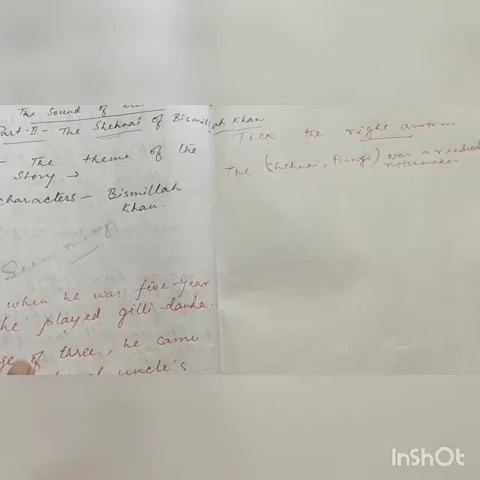 The Sound of
Part-II - The Shehnai of Bismillah Khan
- The theme of the
Story →
characters - Bismillah
Khan.
when he was five-year
he played gilli-danda.
ge of three, he came
uncle's
Tick the right answer
The (Shehnai, Pungi) was a reeded
noisemaker
InShOt